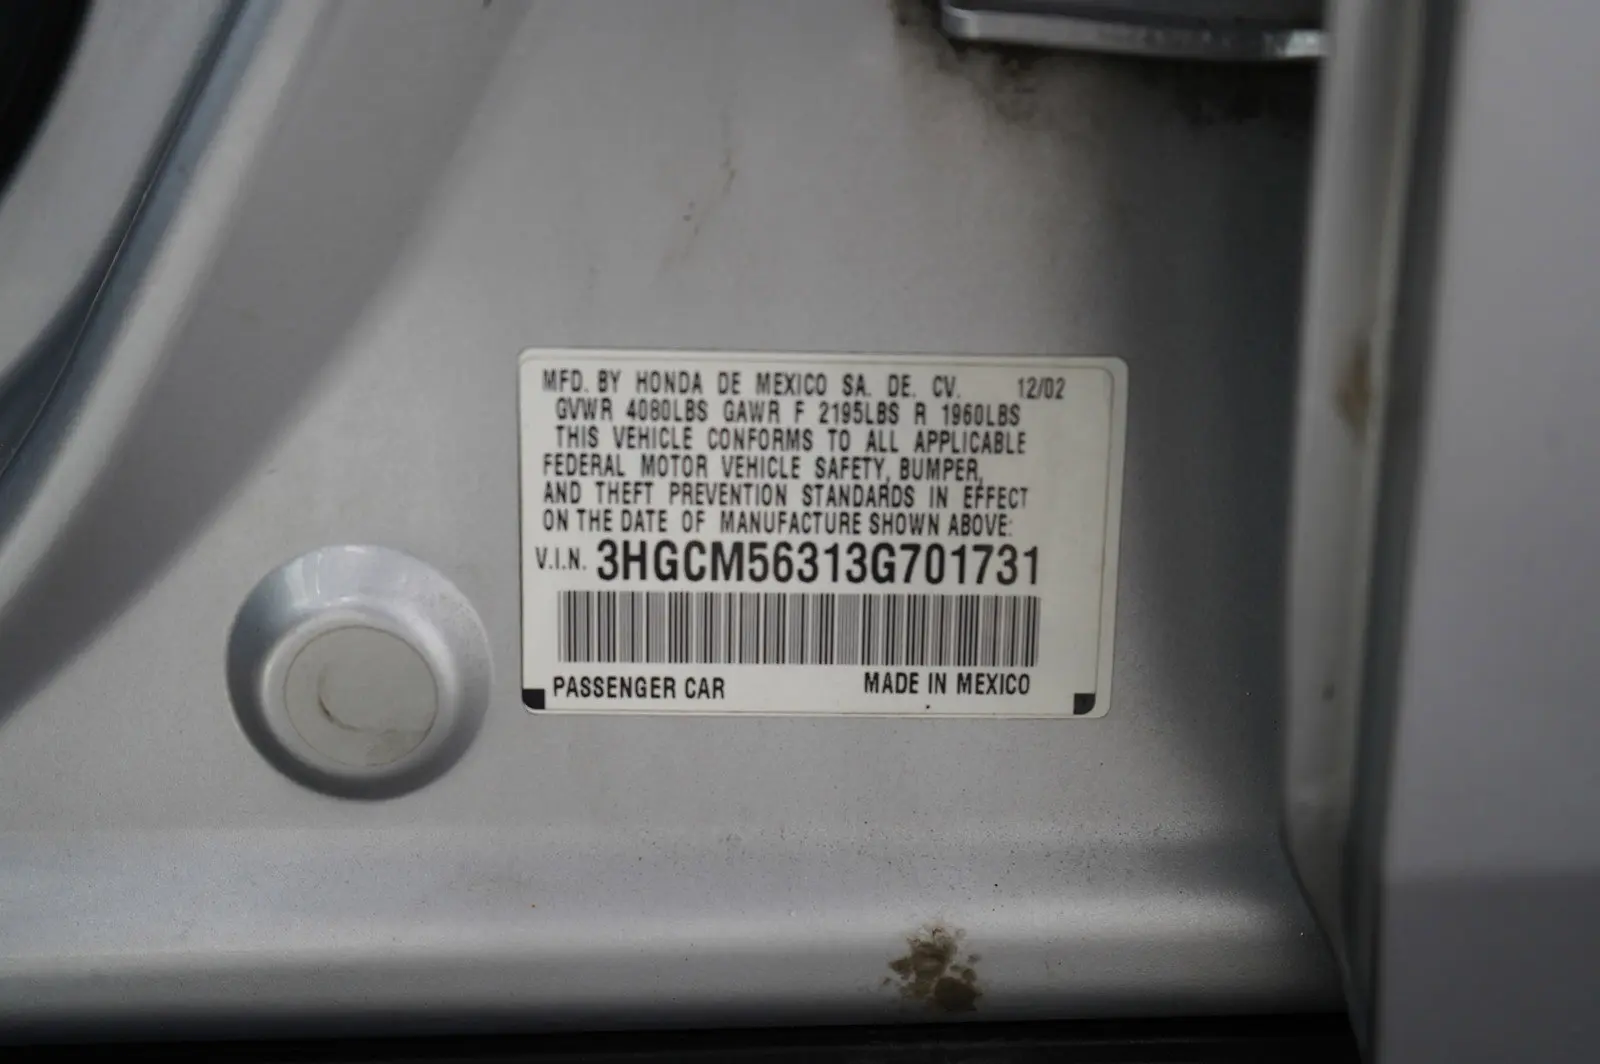 MFD. BY HONDA DE MEXICO SA. DE. CV. 12/02
GVWR 4080LBS GAWR F 2195LBS R 1960LBS
THIS VEHICLE CONFORMS TO ALL APPLICABLE
FEDERAL MOTOR VEHICLE SAFETY, BUMPER,
AND THEFT PREVENTION STANDARDS IN EFFECT
ON THE DATE OF MANUFACTURE SHOWN ABOVE:
V.I.N. 3HGCM56313G701731
PASSENGER CAR MADE IN MEXICO